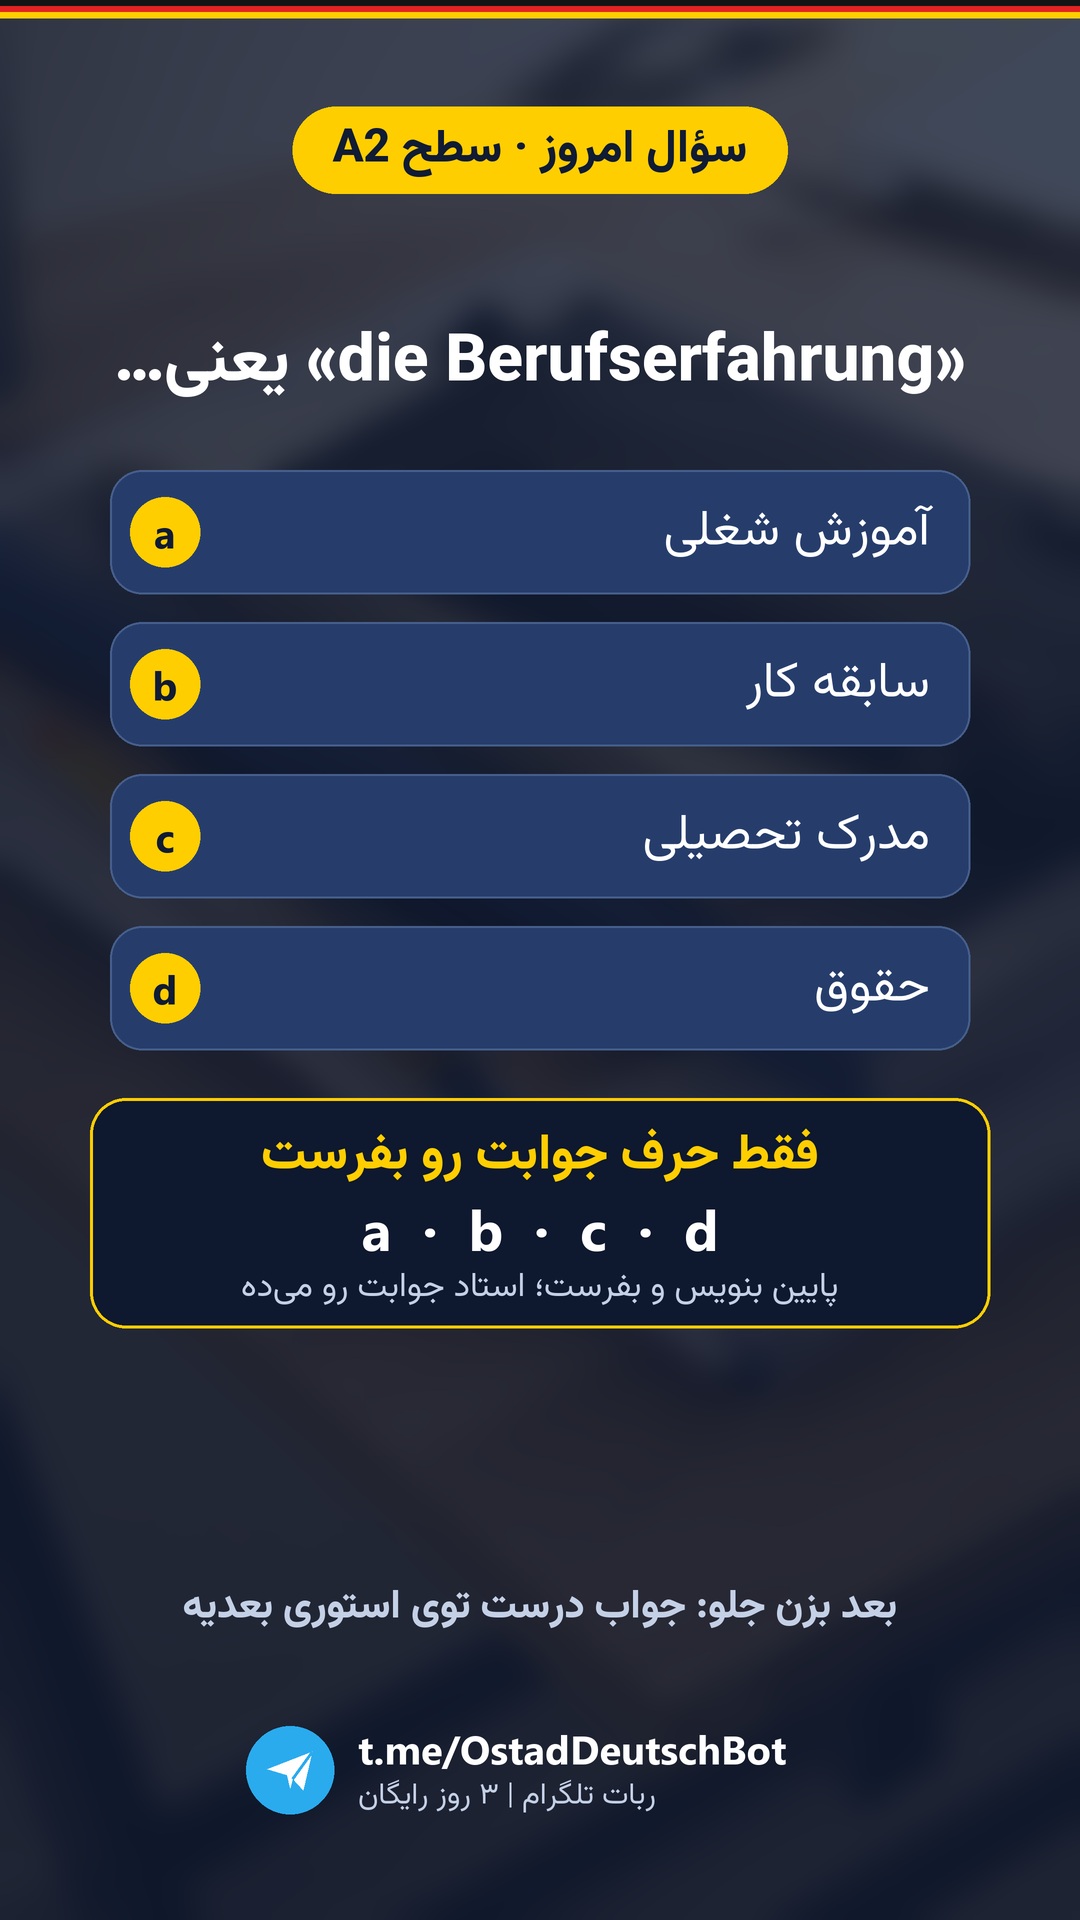 سؤال امروز · سطح A2
«die Berufserfahrung» یعنی...
a آموزش شغلی
b سابقه کار
c مدرک تحصیلی
d حقوق
فقط حرف جوابت رو بفرست
a · b · c · d
پایین بنویس و بفرست؛ استاد جوابت رو می‌ده
بعد بزن جلو: جواب درست توی استوری بعدیه
t.me/OstadDeutschBot
ربات تلگرام | ۳ روز رایگان